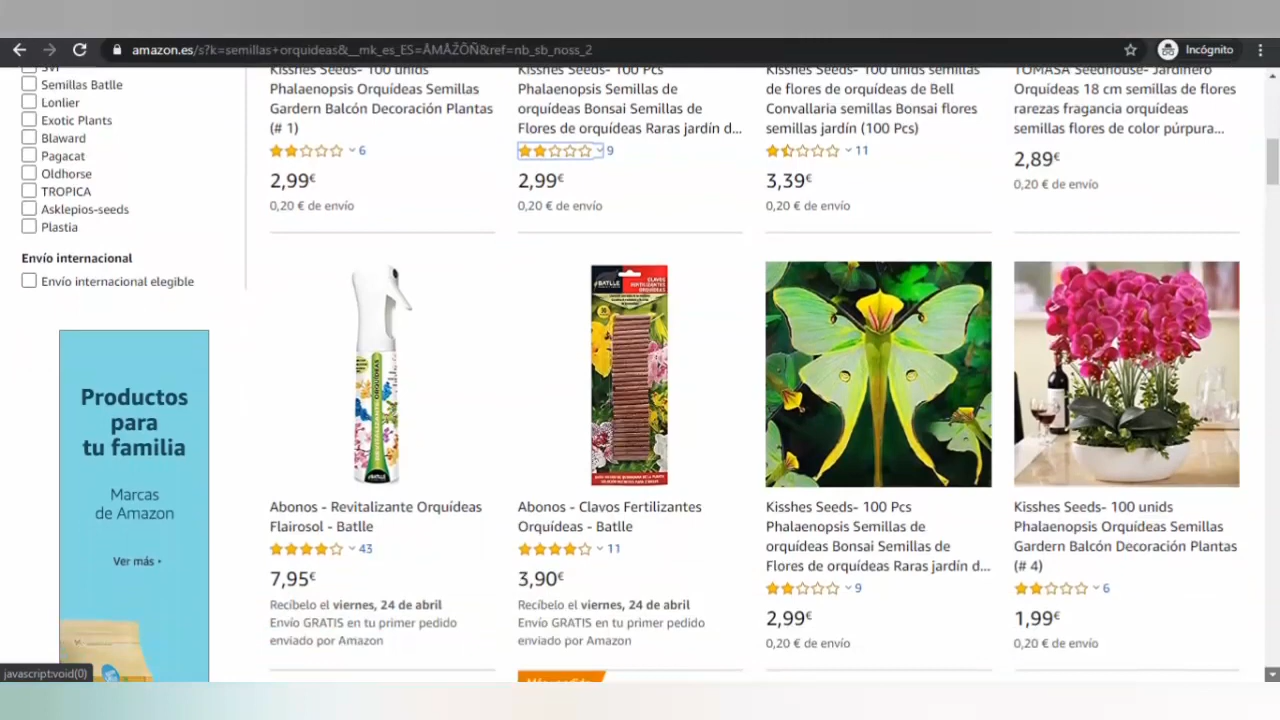 amazon.es/s?k=semillas+orquideas&__mk_es_ES=ÅMÅŽÕÑ&ref=nb_sb_noss_2
Incógnito
SVI
Semillas Batlle
Lonlier
Exotic Plants
Blaward
Pagacat
Oldhorse
TROPICA
Asklepios-seeds
Plastia
Envío internacional
Envío internacional elegible
Productos
para
tu familia
Marcas
de Amazon
Ver más
javascript:void(0)
Kisshes Seeds- 100 unids
Phalaenopsis Orquídeas Semillas
Gardern Balcón Decoración Plantas
(# 1)
6
2,99€
0,20 € de envío
Kisshes Seeds- 100 Pcs
Phalaenopsis Semillas de
orquídeas Bonsai Semillas de
Flores de orquídeas Raras jardín d...
9
2,99€
0,20 € de envío
Kisshes Seeds- 100 unids semillas
de flores de orquídeas de Bell
Convallaria semillas Bonsai flores
semillas jardín (100 Pcs)
11
3,39€
0,20 € de envío
TOMASA Seedhouse- Jardinero
Orquídeas 18 cm semillas de flores
rarezas fragancia orquídeas
semillas flores de color púrpura...
2,89€
0,20 € de envío
ORQUÍDEAS
BATLLE
BATLLE
CLAVOS
FERTILIZANTES
ORQUÍDEAS
Abonos - Revitalizante Orquídeas
Flairosol - Batlle
43
7,95€
Recíbelo el viernes, 24 de abril
Envío GRATIS en tu primer pedido
enviado por Amazon
Abonos - Clavos Fertilizantes
Orquídeas - Batlle
11
3,90€
Recíbelo el viernes, 24 de abril
Envío GRATIS en tu primer pedido
enviado por Amazon
Kisshes Seeds- 100 Pcs
Phalaenopsis Semillas de
orquídeas Bonsai Semillas de
Flores de orquídeas Raras jardín d...
9
2,99€
0,20 € de envío
Kisshes Seeds- 100 unids
Phalaenopsis Orquídeas Semillas
Gardern Balcón Decoración Plantas
(# 4)
6
1,99€
0,20 € de envío
Más vendido